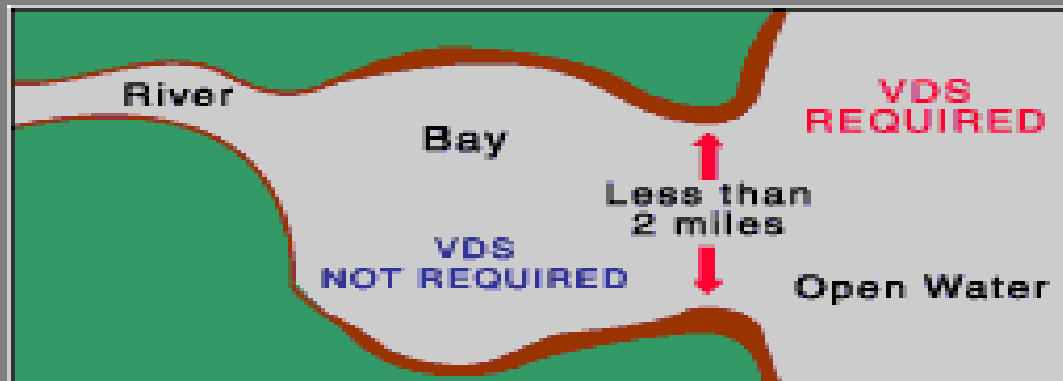 River
Bay
VDS
NOT REQUIRED
Less than
2 miles
VDS
REQUIRED
Open Water